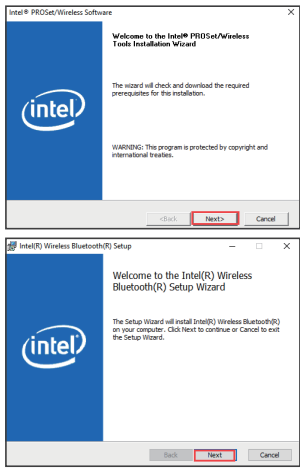 Intel® PROSet/Wireless Software
Welcome to the Intel® PROSet/Wireless
Tools Installation Wizard
The wizard will check and download the required
prerequisites for this installation.
intel
WARNING: This program is protected by copyright and
international treaties.
<Back Next> Cancel
Intel(R) Wireless Bluetooth(R) Setup
Welcome to the Intel(R) Wireless
Bluetooth(R) Setup Wizard
The Setup Wizard will install Intel(R) Wireless Bluetooth(R)
on your computer. Click Next to continue or Cancel to exit
the Setup Wizard.
intel
Back Next Cancel